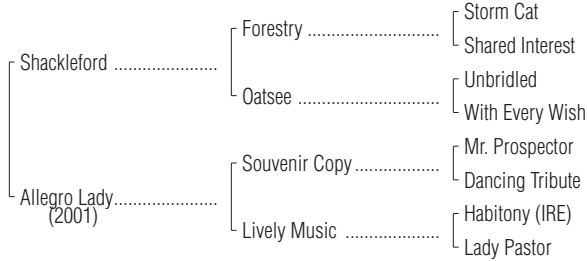 Storm Cat
Forestry ........................
Shared Interest
Shackleford ...................
Unbridled
Oatsee ..........................
With Every Wish
Mr. Prospector
Souvenir Copy ................
Dancing Tribute
Allegro Lady...................
(2001)
Habitony (IRE)
Lively Music .................
Lady Pastor